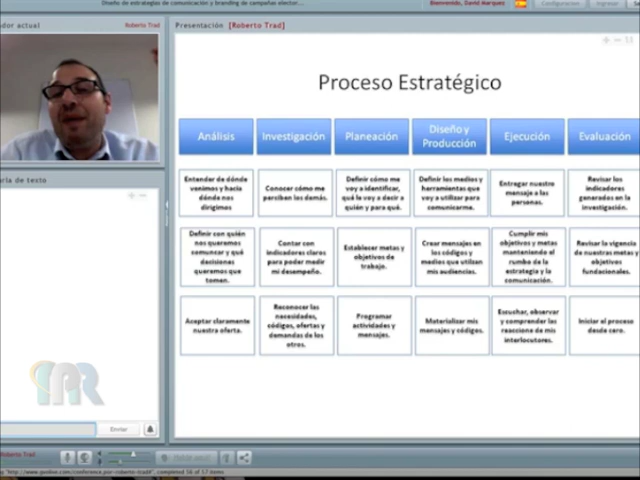 Diseño de estrategias de comunicación y branding de campañas elector...
Bienvenido, David Marquez
Configuracion
Ingresar
ador actual
Roberto Trad
Presentación [Roberto Trad]
Proceso Estratégico
Análisis
Investigación
Planeación
Diseño y
Producción
Ejecución
Evaluación
Entender de dónde
venimos y hacia
dónde nos
dirigimos
Conocer cómo me
perciben los demás.
Definir cómo me
voy a identificar,
qué le voy a decir a
quién y para qué.
Definir los medios y
herramientas que
voy a utilizar para
comunicarme.
Entregar nuestro
mensaje a las
personas.
Revisar los
indicadores
generados en la
investigación.
Definir con quién
nos queremos
comunicar y qué
decisiones
queremos que
tomen.
Contar con
indicadores claros
para poder medir
mi desempeño.
Establecer metas y
objetivos de
trabajo.
Crear mensajes en
los códigos y
medios que utilizan
mis audiencias.
Cumplir mis
objetivos y metas
manteniendo el
rumbo de la
estrategia y la
comunicación.
Revisar la vigencia
de nuestras metas y
objetivos
fundacionales.
Aceptar claramente
nuestra oferta.
Reconocer las
necesidades,
códigos, ofertas y
demandas de los
otros.
Programar
actividades y
mensajes.
Materializar mis
mensajes y códigos.
Escuchar, observar
y comprender las
reaccione de mis
interlocutores.
Iniciar el proceso
desde cero.
arla de texto
Enviar
Roberto Trad
completed 56 of 57 items